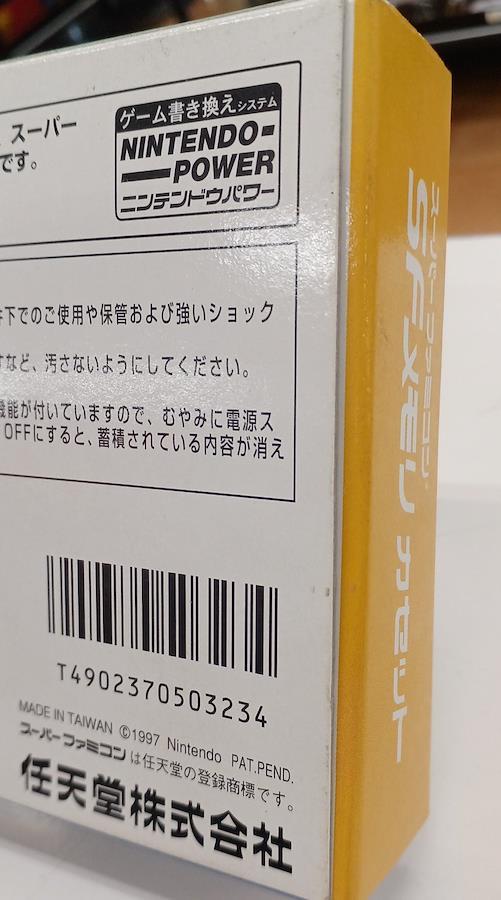 スーパー
です。
ゲーム書き換えシステム
NINTENDO-
POWER
ニンテンドウパワー
下でのご使用や保管および強いショック
など、汚さないようにしてください。
機能が付いていますので、むやみに電源ス
OFFにすると、蓄積されている内容が消え
T4902370503234
MADE IN TAIWAN ©1997 Nintendo PAT.PEND.
スーパーファミコンは任天堂の登録商標です。
任天堂株式会社
スーパーファミコン
SFメモリ カセット